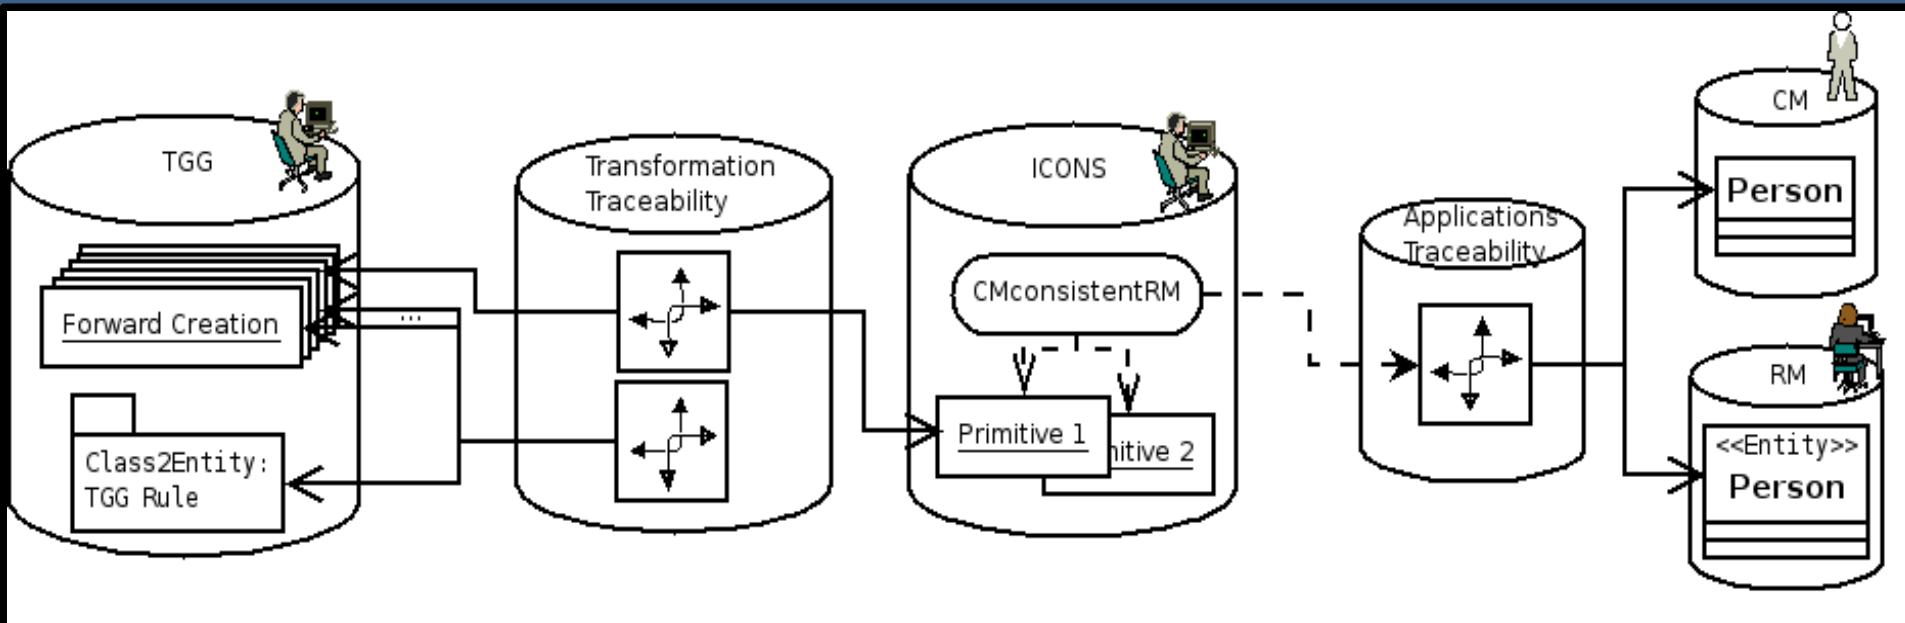 TGG
Forward Creation
...
Class2Entity:
TGG Rule
Transformation
Traceability
ICONS
CMconsistentRM
Primitive 1
nitive 2
Applications
Traceability
CM
Person
RM
<<Entity>>
Person